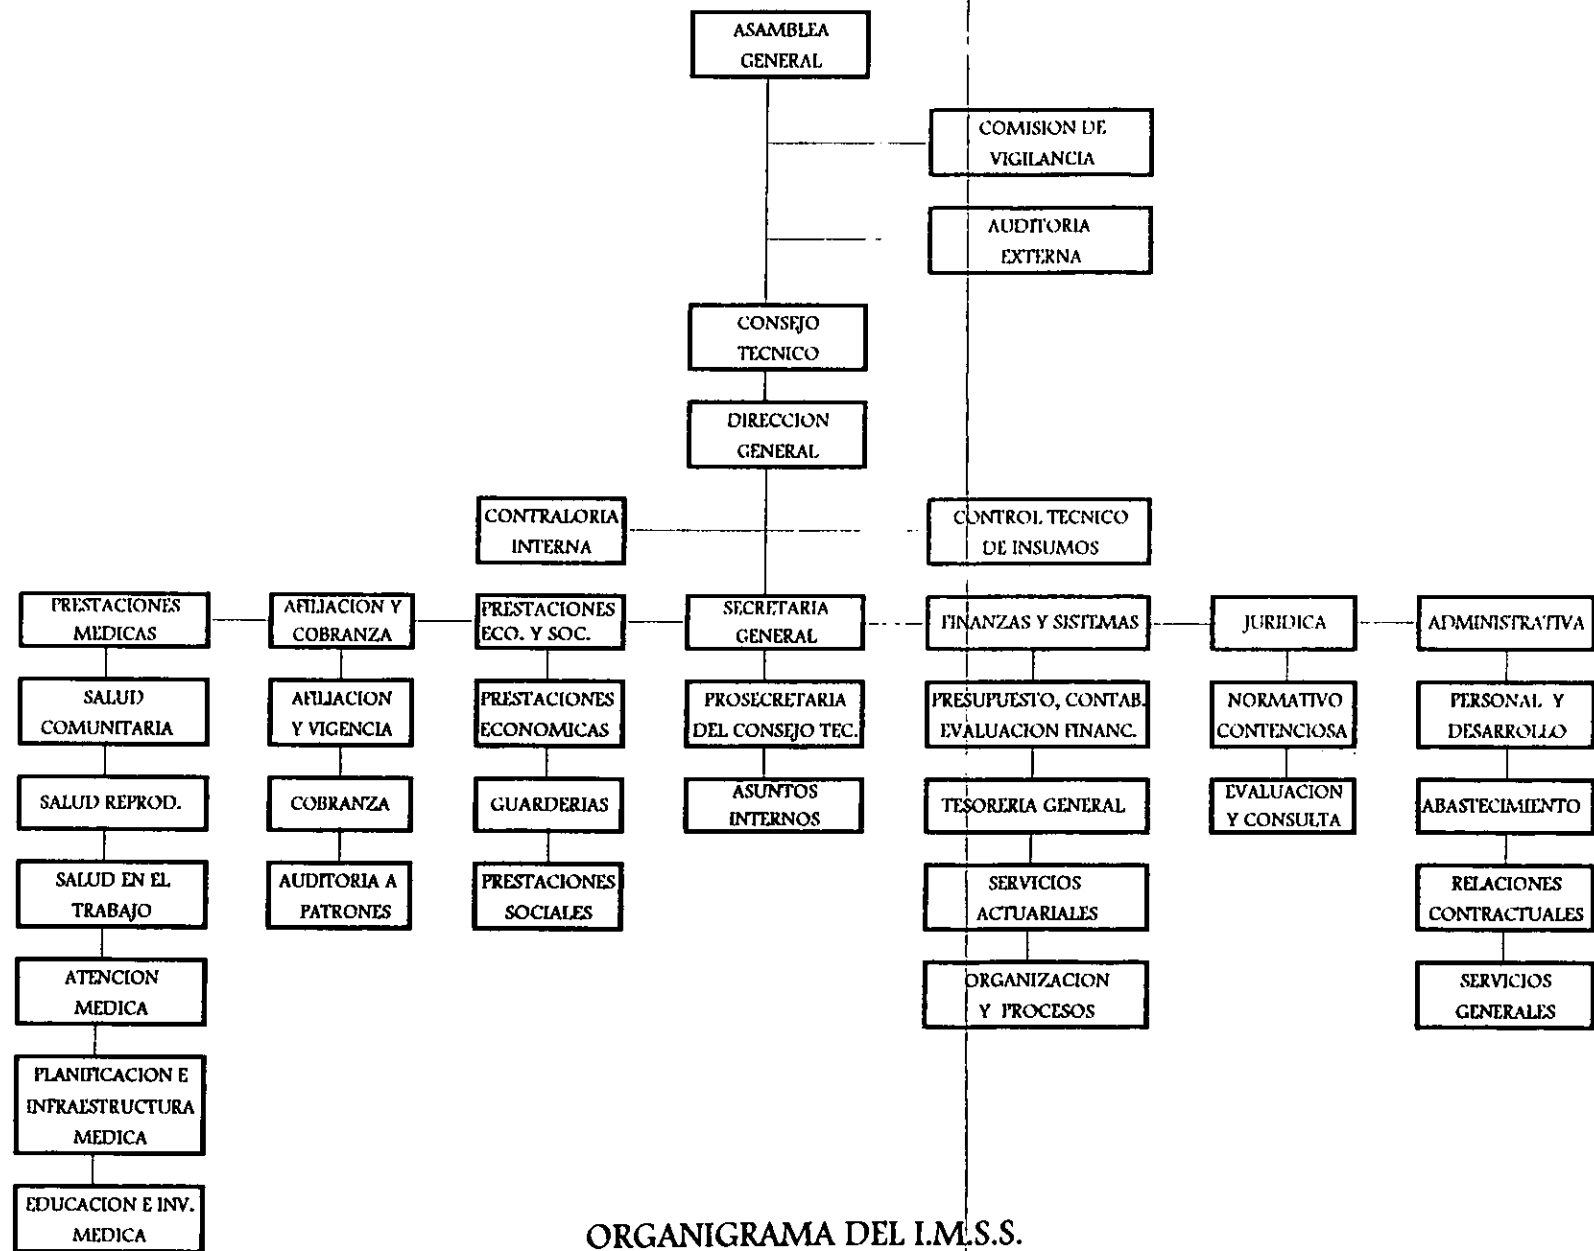 ASAMBLEA
GENERAL
COMISION DE
VIGILANCIA
AUDITORIA
EXTERNA
CONSEJO
TECNICO
DIRECCION
GENERAL
CONTRALORIA
INTERNA
CONTROL TECNICO
DE INSUMOS
PRESTACIONES
MEDICAS
AFILIACION Y
COBRANZA
PRESTACIONES
ECO. Y SOC.
SECRETARIA
GENERAL
FINANZAS Y SISTEMAS
JURIDICA
ADMINISTRATIVA
SALUD
COMUNITARIA
AFILIACION
Y VIGENCIA
PRESTACIONES
ECONOMICAS
PROSECRETARIA
DEL CONSEJO TEC.
PRESUPUESTO, CONTAB.
EVALUACION FINANC.
NORMATIVO
CONTENCIOSA
PERSONAL Y
DESARROLLO
SALUD REPROD.
COBRANZA
GUARDERIAS
ASUNTOS
INTERNOS
TESORERIA GENERAL
EVALUACION
Y CONSULTA
ABASTECIMIENTO
SALUD EN EL
TRABAJO
AUDITORIA A
PATRONES
PRESTACIONES
SOCIALES
SERVICIOS
ACTUARIALES
RELACIONES
CONTRACTUALES
ATENCION
MEDICA
ORGANIZACION
Y PROCESOS
SERVICIOS
GENERALES
PLANIFICACION E
INFRAESTRUCTURA
MEDICA
EDUCACION E INV.
MEDICA
ORGANIGRAMA DEL I.M.S.S.